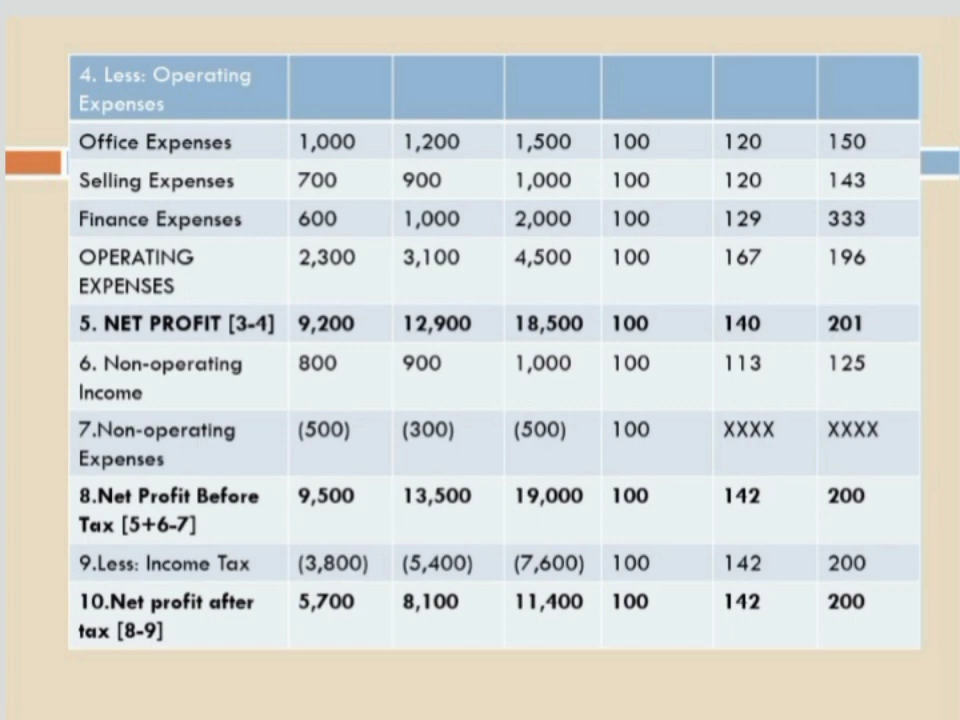 4. Less: Operating
Expenses
Office Expenses 1,000 1,200 1,500 100 120 150
Selling Expenses 700 900 1,000 100 120 143
Finance Expenses 600 1,000 2,000 100 129 333
OPERATING 2,300 3,100 4,500 100 167 196
EXPENSES
5. NET PROFIT [3-4] 9,200 12,900 18,500 100 140 201
6. Non-operating 800 900 1,000 100 113 125
Income
7.Non-operating (500) (300) (500) 100 XXXX XXXX
Expenses
8.Net Profit Before 9,500 13,500 19,000 100 142 200
Tax [5+6-7]
9.Less: Income Tax (3,800) (5,400) (7,600) 100 142 200
10.Net profit after 5,700 8,100 11,400 100 142 200
tax [8-9]